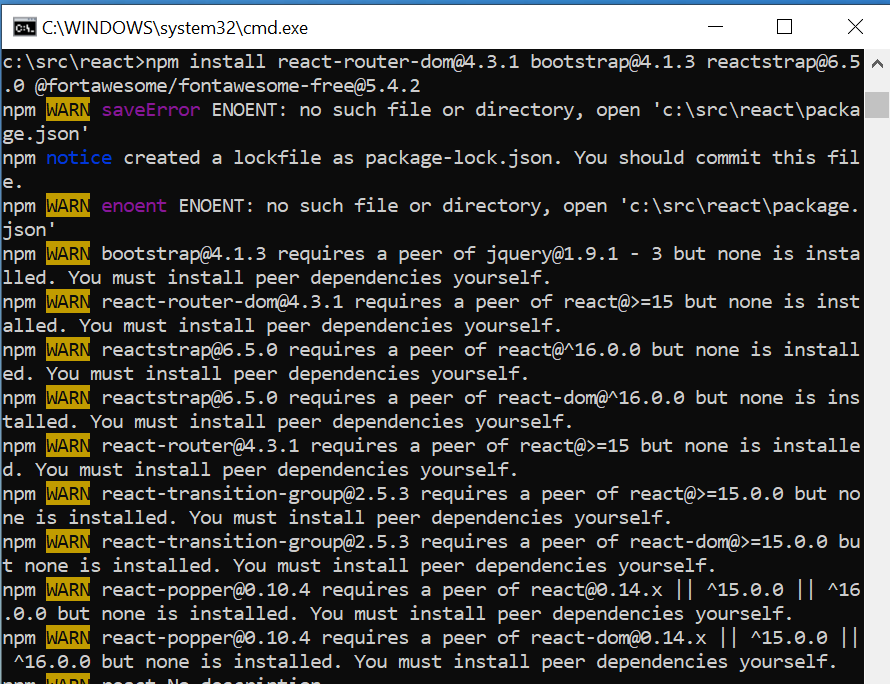 C:\WINDOWS\system32\cmd.exe
c:\src\react>npm install react-router-dom@4.3.1 bootstrap@4.1.3 reactstrap@6.5
.0 @fortawesome/fontawesome-free@5.4.2
npm WARN saveError ENOENT: no such file or directory, open 'c:\src\react\packa
ge.json'
npm notice created a lockfile as package-lock.json. You should commit this fil
e.
npm WARN enoent ENOENT: no such file or directory, open 'c:\src\react\package.
json'
npm WARN bootstrap@4.1.3 requires a peer of jquery@1.9.1 - 3 but none is insta
lled. You must install peer dependencies yourself.
npm WARN react-router-dom@4.3.1 requires a peer of react@>=15 but none is inst
alled. You must install peer dependencies yourself.
npm WARN reactstrap@6.5.0 requires a peer of react@^16.0.0 but none is install
ed. You must install peer dependencies yourself.
npm WARN reactstrap@6.5.0 requires a peer of react-dom@^16.0.0 but none is ins
talled. You must install peer dependencies yourself.
npm WARN react-router@4.3.1 requires a peer of react@>=15 but none is installe
d. You must install peer dependencies yourself.
npm WARN react-transition-group@2.5.3 requires a peer of react@>=15.0.0 but no
ne is installed. You must install peer dependencies yourself.
npm WARN react-transition-group@2.5.3 requires a peer of react-dom@>=15.0.0 bu
t none is installed. You must install peer dependencies yourself.
npm WARN react-popper@0.10.4 requires a peer of react@0.14.x || ^15.0.0 || ^16
.0.0 but none is installed. You must install peer dependencies yourself.
npm WARN react-popper@0.10.4 requires a peer of react-dom@0.14.x || ^15.0.0 ||
 ^16.0.0 but none is installed. You must install peer dependencies yourself.
npm WARN react No description